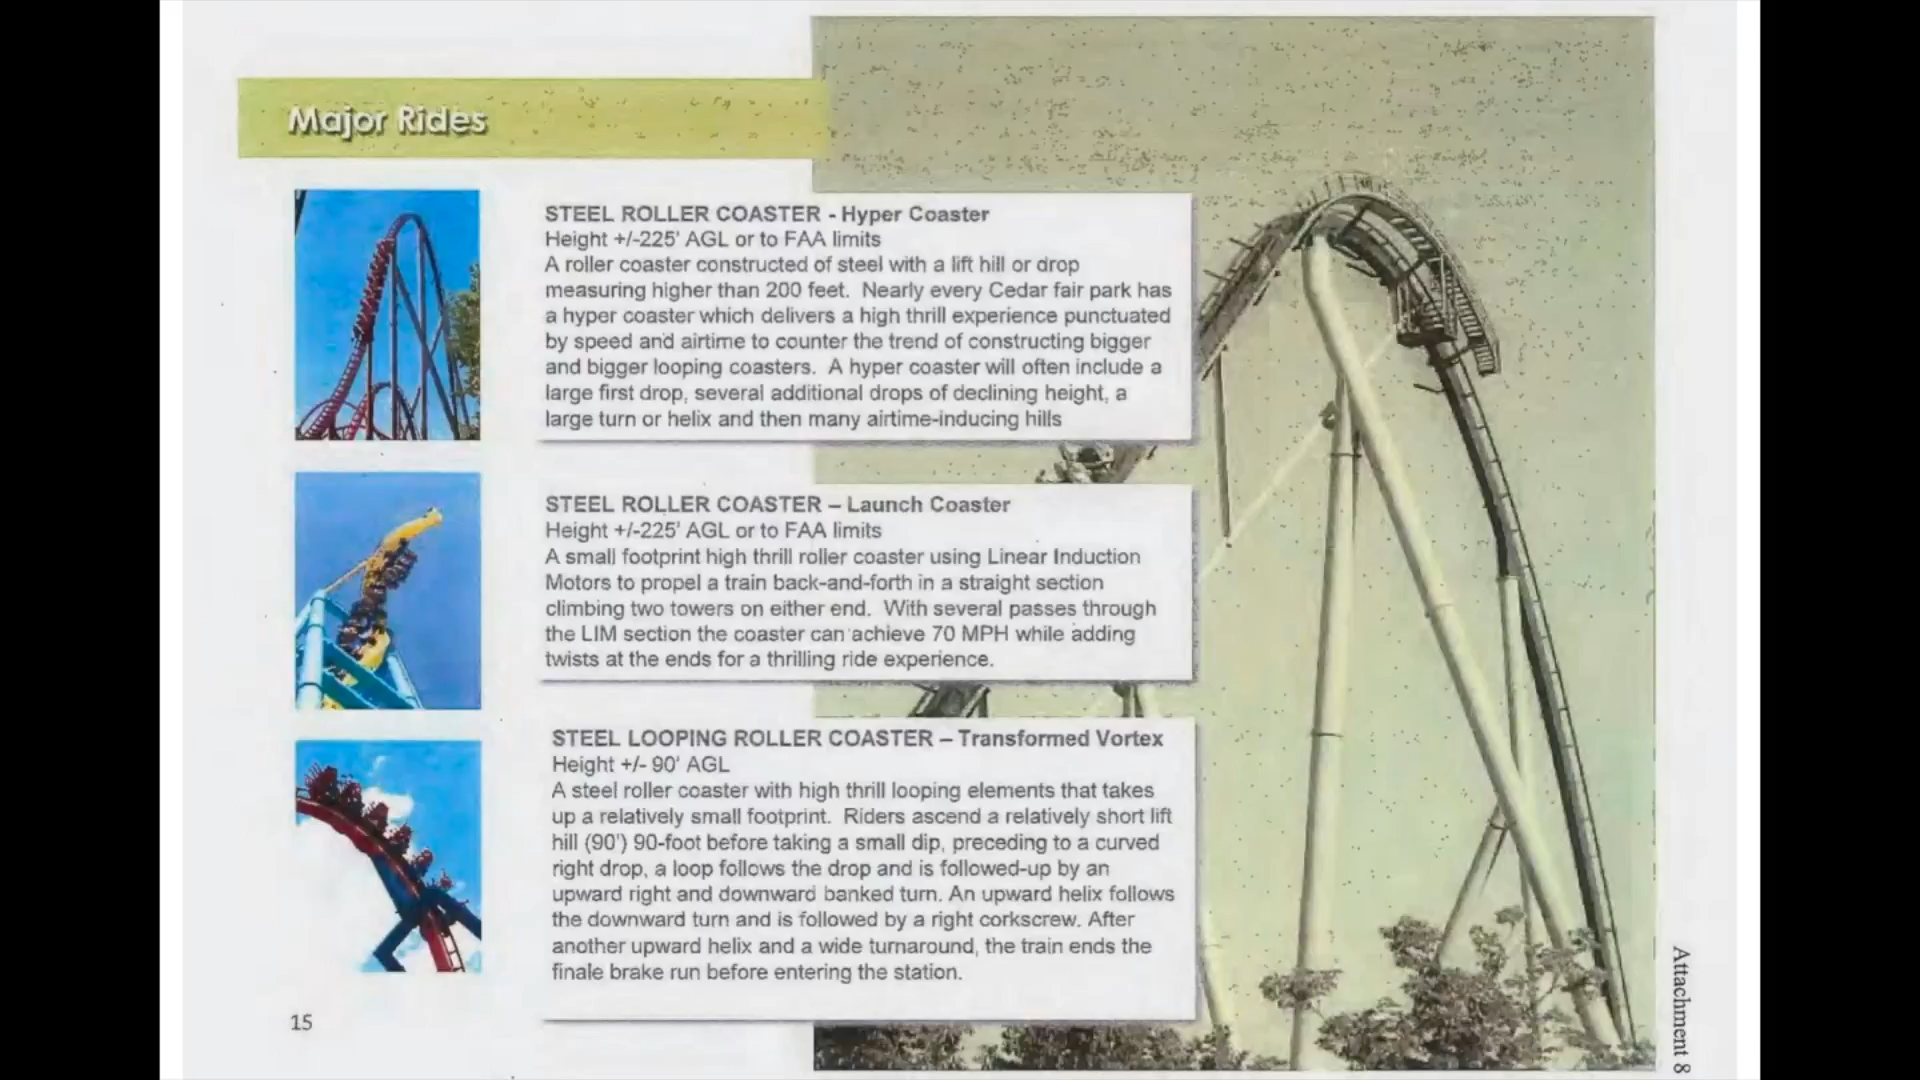 Major Rides
STEEL ROLLER COASTER - Hyper Coaster
Height +/-225' AGL or to FAA limits
A roller coaster constructed of steel with a lift hill or drop
measuring higher than 200 feet. Nearly every Cedar fair park has
a hyper coaster which delivers a high thrill experience punctuated
by speed and airtime to counter the trend of constructing bigger
and bigger looping coasters. A hyper coaster will often include a
large first drop, several additional drops of declining height, a
large turn or helix and then many airtime-inducing hills
STEEL ROLLER COASTER – Launch Coaster
Height +/-225' AGL or to FAA limits
A small footprint high thrill roller coaster using Linear Induction
Motors to propel a train back-and-forth in a straight section
climbing two towers on either end. With several passes through
the LIM section the coaster can achieve 70 MPH while adding
twists at the ends for a thrilling ride experience.
STEEL LOOPING ROLLER COASTER – Transformed Vortex
Height +/- 90' AGL
A steel roller coaster with high thrill looping elements that takes
up a relatively small footprint. Riders ascend a relatively short lift
hill (90') 90-foot before taking a small dip, preceding to a curved
right drop, a loop follows the drop and is followed-up by an
upward right and downward banked turn. An upward helix follows
the downward turn and is followed by a right corkscrew. After
another upward helix and a wide turnaround, the train ends the
finale brake run before entering the station.
15
Attachment 8